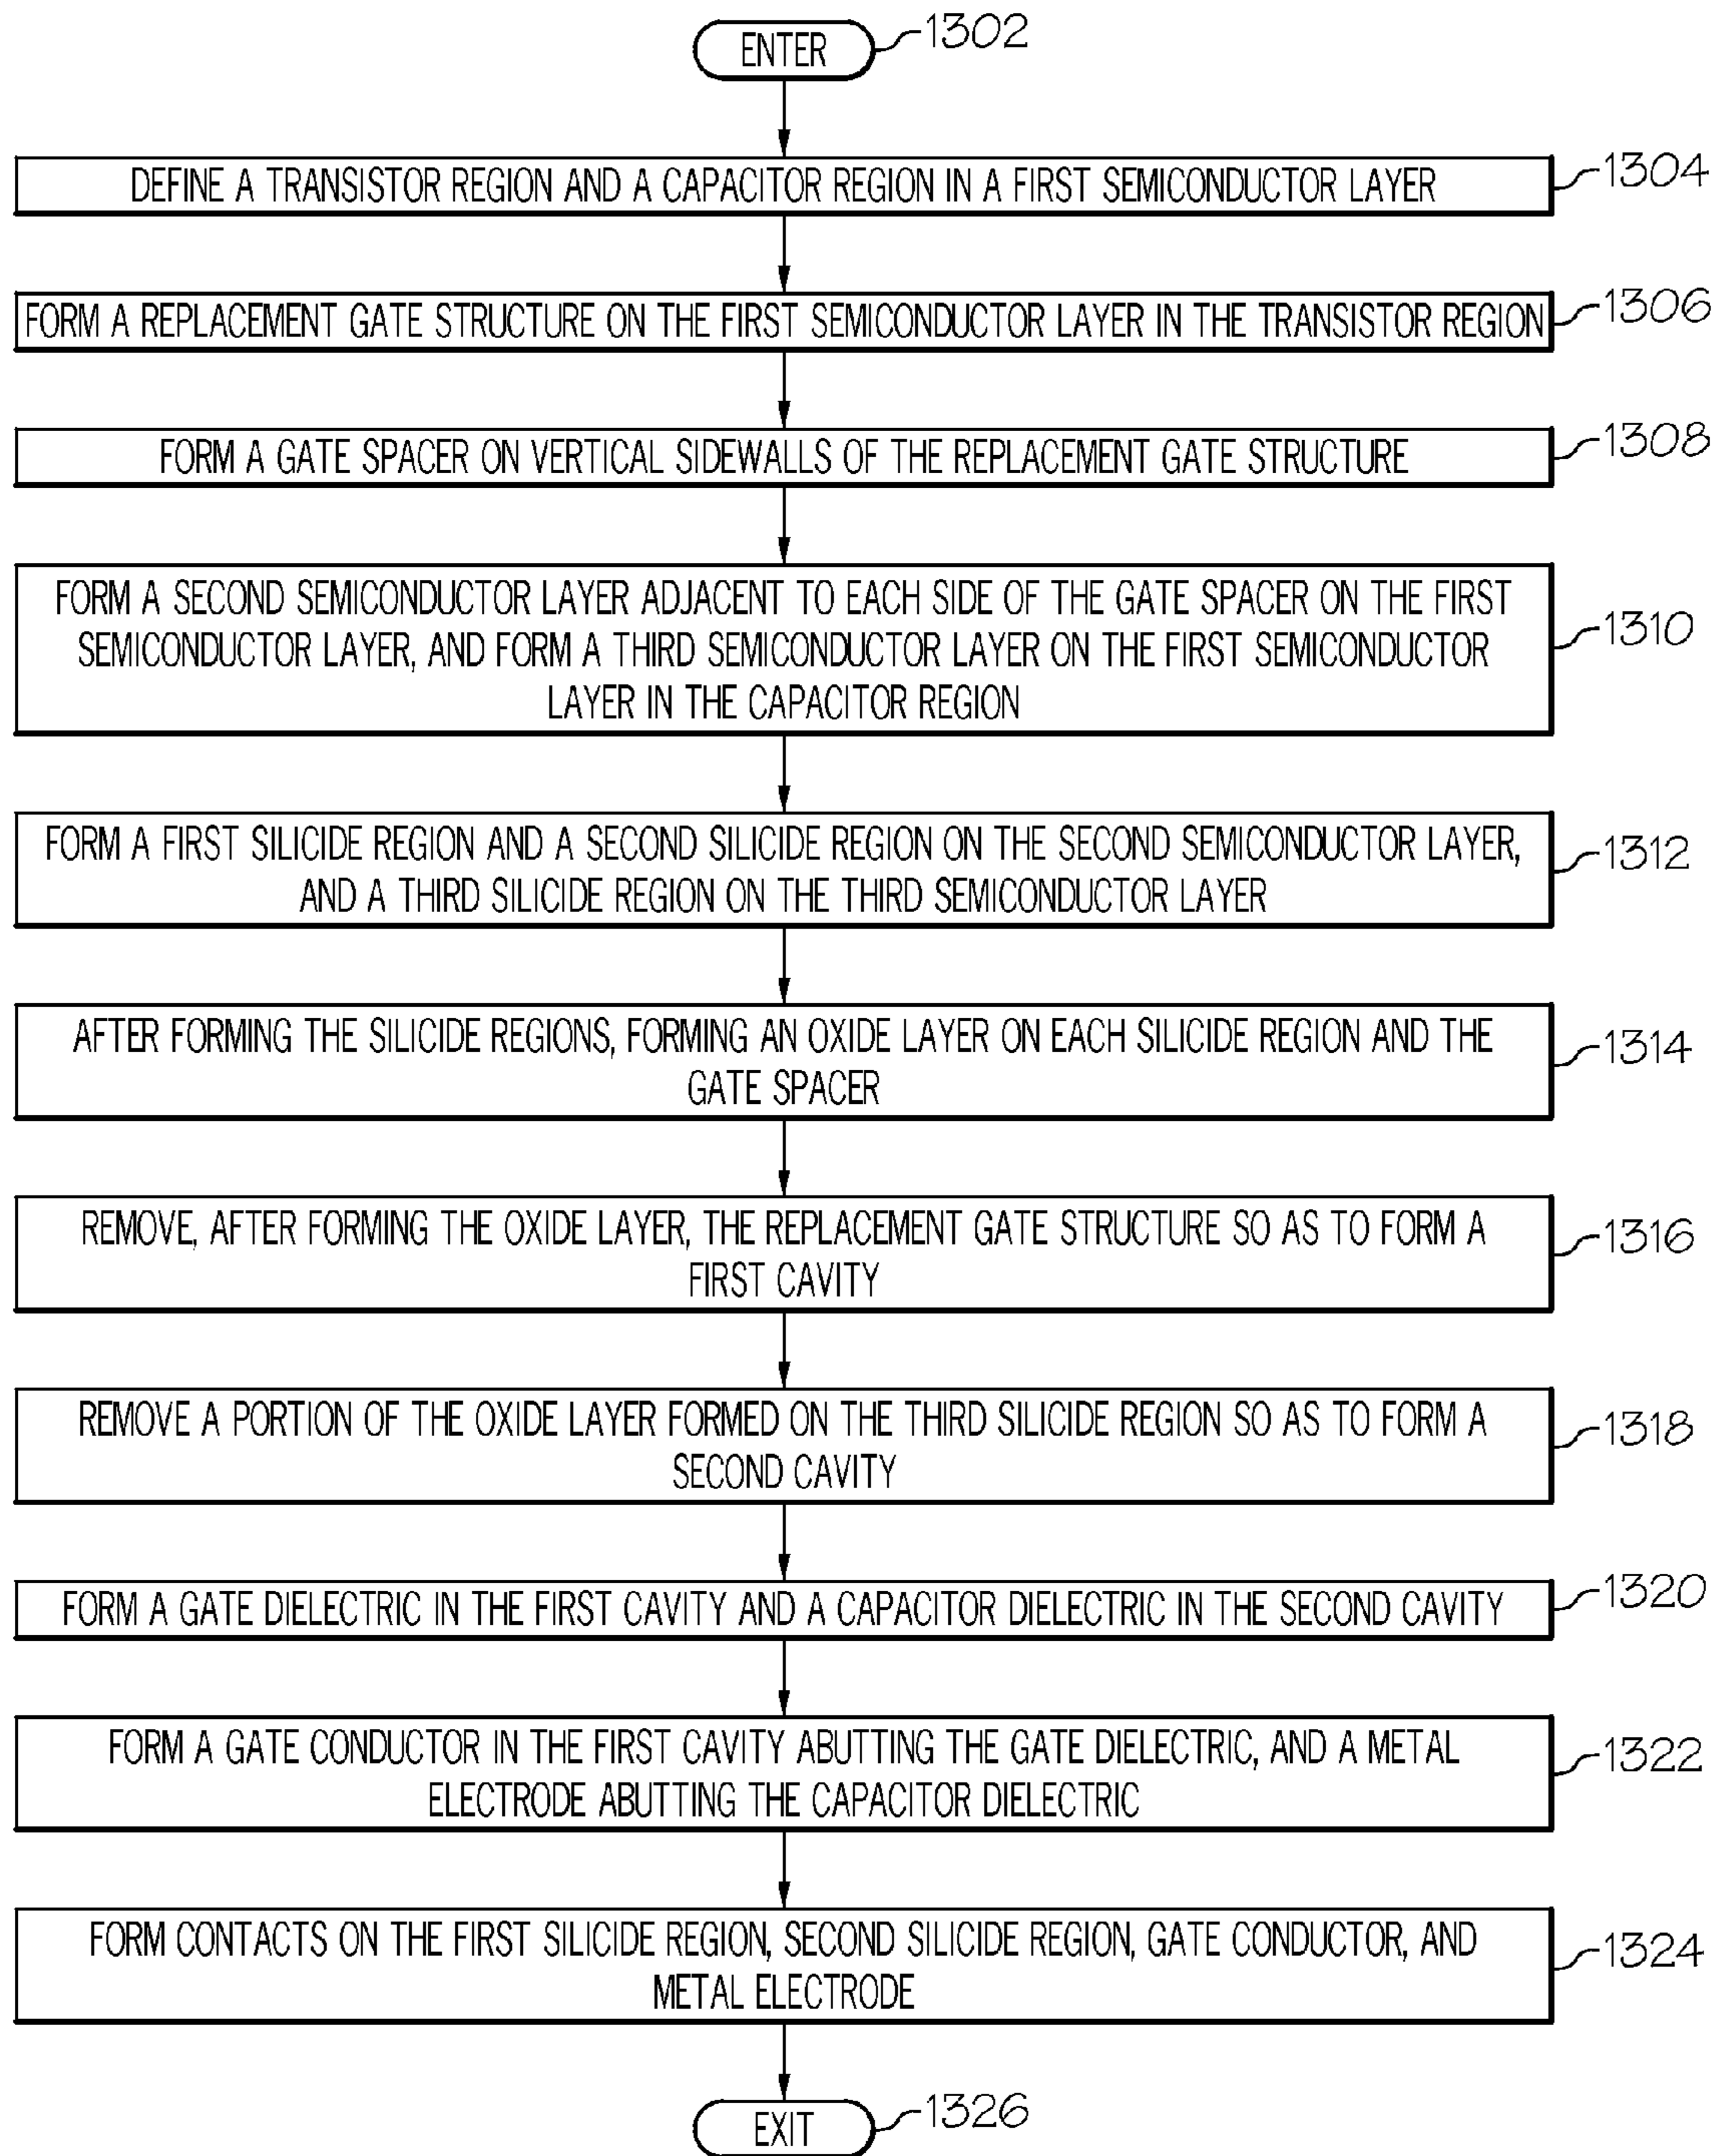 ENTER 1302
DEFINE A TRANSISTOR REGION AND A CAPACITOR REGION IN A FIRST SEMICONDUCTOR LAYER 1304
FORM A REPLACEMENT GATE STRUCTURE ON THE FIRST SEMICONDUCTOR LAYER IN THE TRANSISTOR REGION 1306
FORM A GATE SPACER ON VERTICAL SIDEWALLS OF THE REPLACEMENT GATE STRUCTURE 1308
FORM A SECOND SEMICONDUCTOR LAYER ADJACENT TO EACH SIDE OF THE GATE SPACER ON THE FIRST
SEMICONDUCTOR LAYER, AND FORM A THIRD SEMICONDUCTOR LAYER ON THE FIRST SEMICONDUCTOR
LAYER IN THE CAPACITOR REGION
1310
FORM A FIRST SILICIDE REGION AND A SECOND SILICIDE REGION ON THE SECOND SEMICONDUCTOR LAYER,
AND A THIRD SILICIDE REGION ON THE THIRD SEMICONDUCTOR LAYER
1312
AFTER FORMING THE SILICIDE REGIONS, FORMING AN OXIDE LAYER ON EACH SILICIDE REGION AND THE
GATE SPACER
1314
REMOVE, AFTER FORMING THE OXIDE LAYER, THE REPLACEMENT GATE STRUCTURE SO AS TO FORM A
FIRST CAVITY
1316
REMOVE A PORTION OF THE OXIDE LAYER FORMED ON THE THIRD SILICIDE REGION SO AS TO FORM A
SECOND CAVITY
1318
FORM A GATE DIELECTRIC IN THE FIRST CAVITY AND A CAPACITOR DIELECTRIC IN THE SECOND CAVITY 1320
FORM A GATE CONDUCTOR IN THE FIRST CAVITY ABUTTING THE GATE DIELECTRIC, AND A METAL
ELECTRODE ABUTTING THE CAPACITOR DIELECTRIC
1322
FORM CONTACTS ON THE FIRST SILICIDE REGION, SECOND SILICIDE REGION, GATE CONDUCTOR, AND
METAL ELECTRODE
1324
EXIT 1326